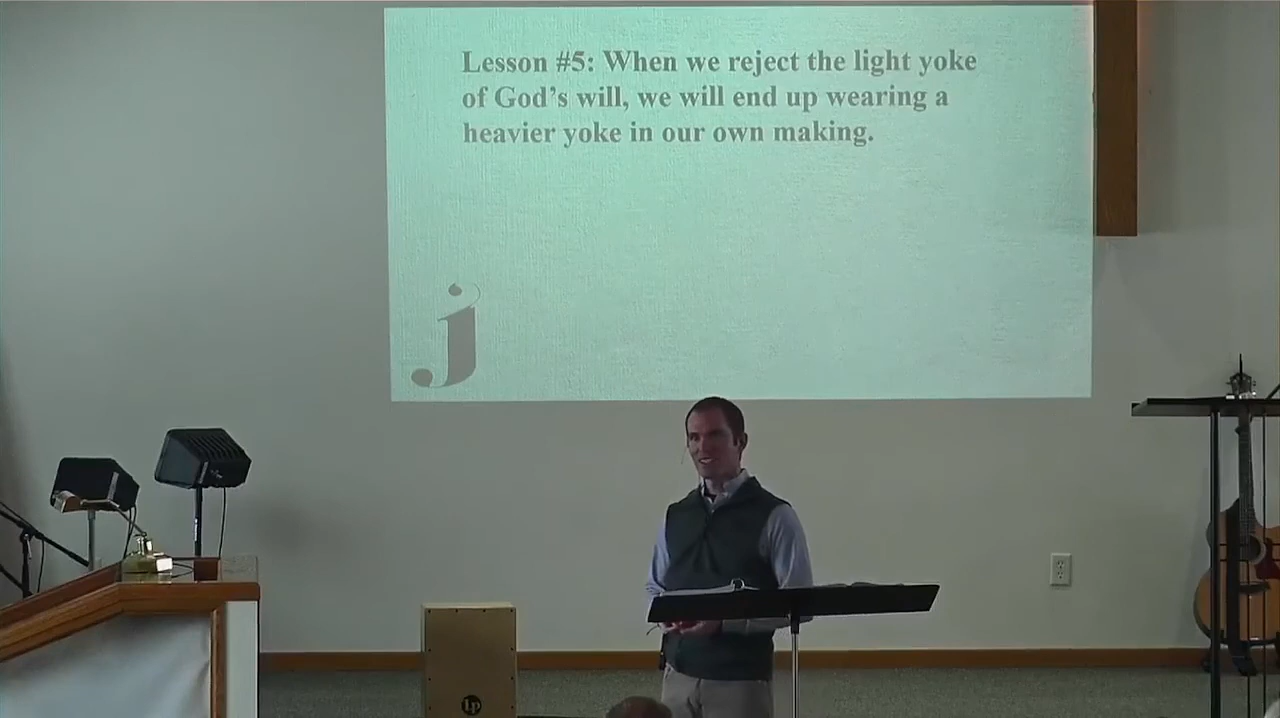 Lesson #5: When we reject the light yoke
of God's will, we will end up wearing a
heavier yoke in our own making.
j
LP